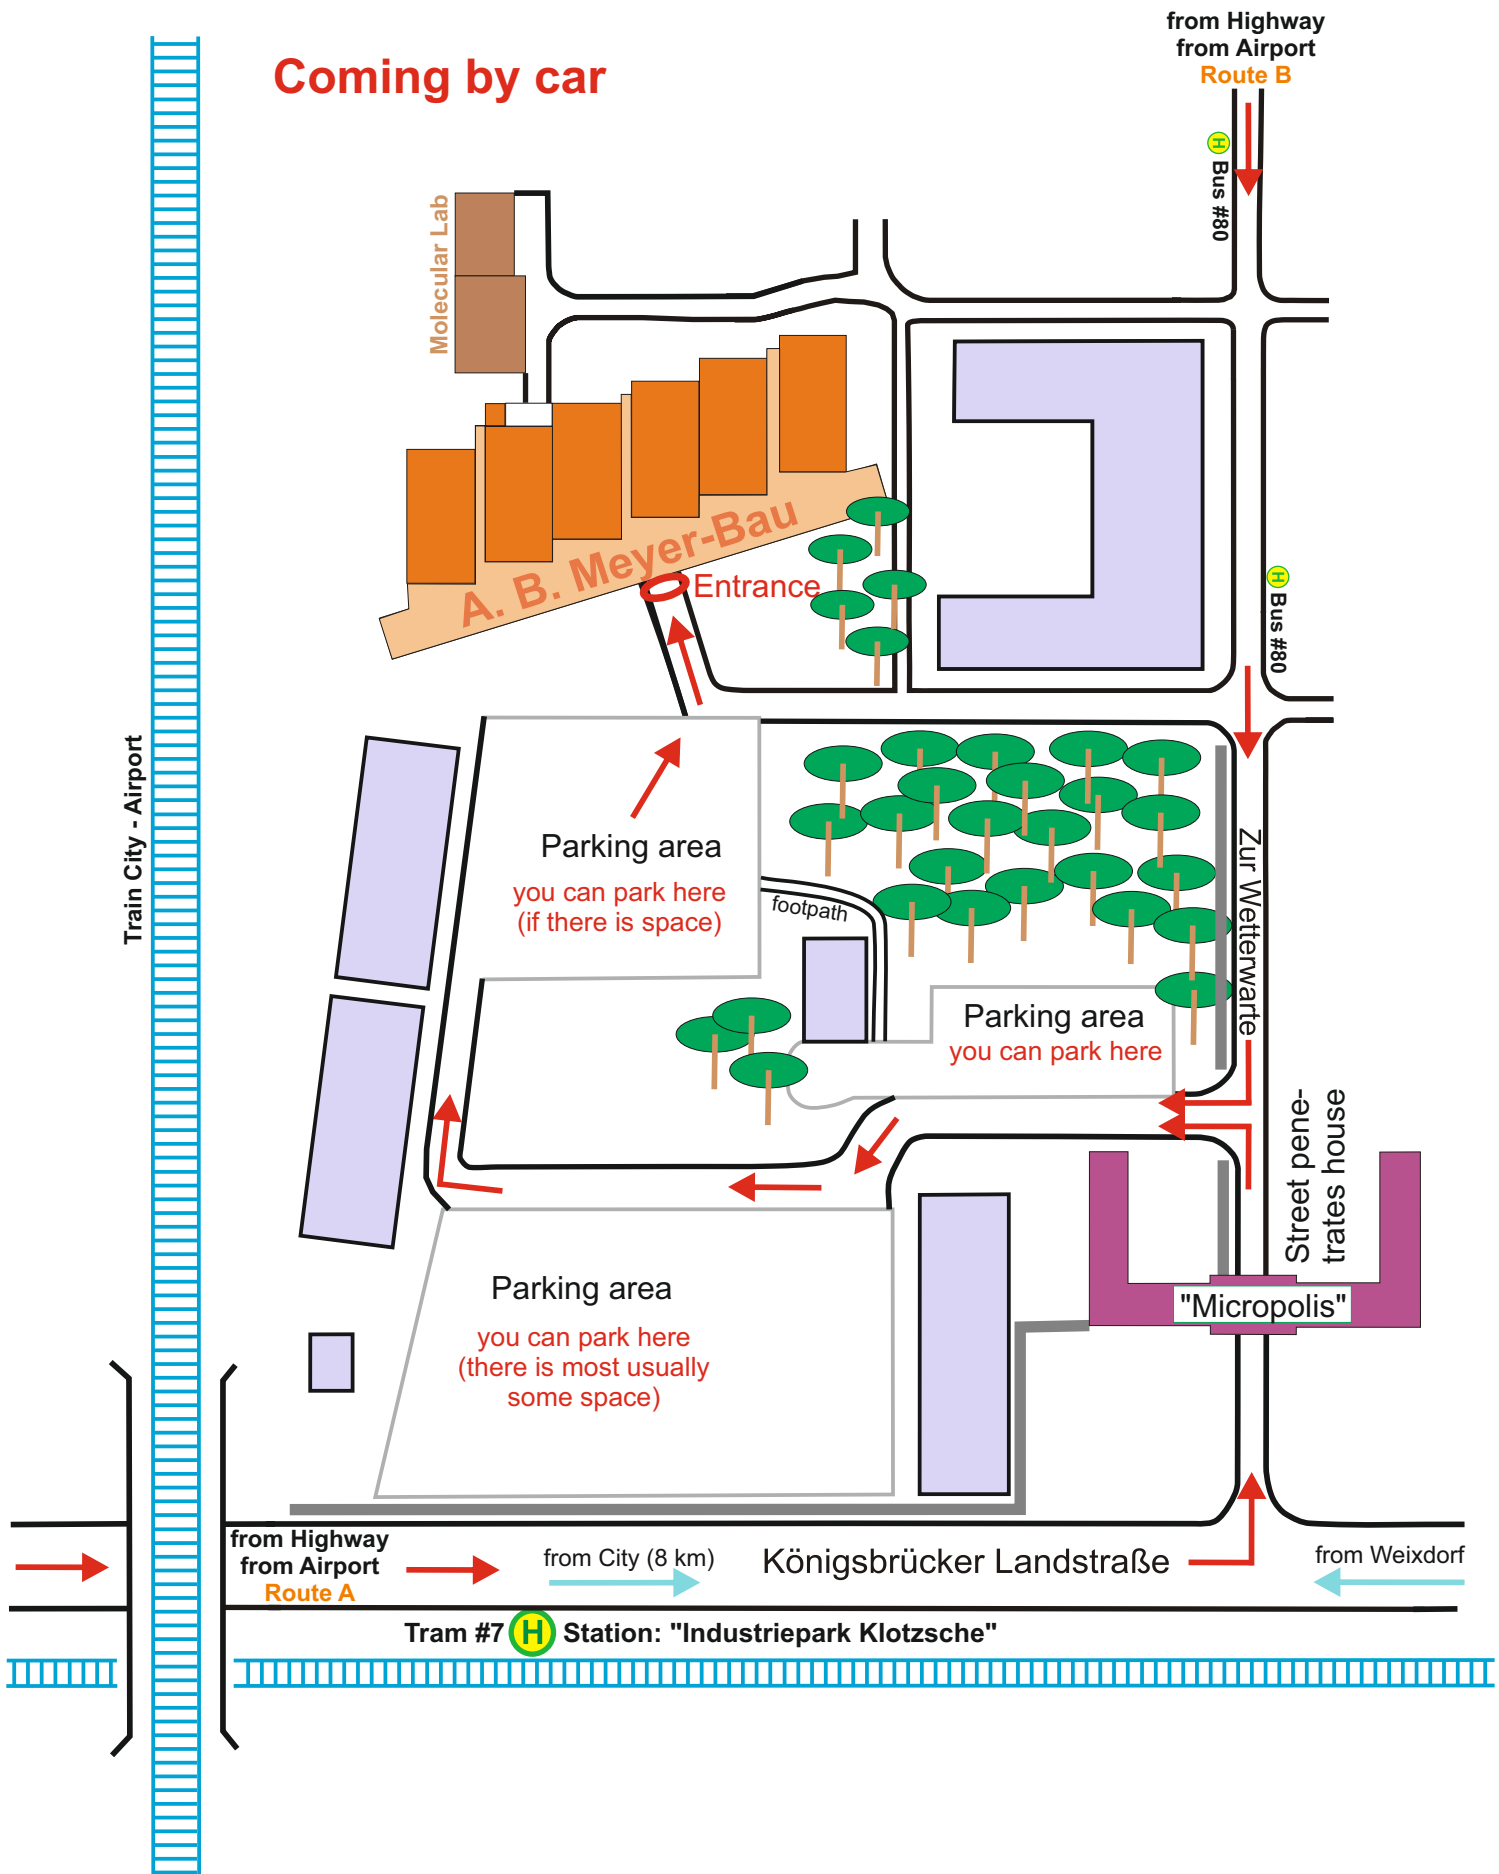 from Highway
from Airport
Route B
Coming by car
H Bus #80
Molecular Lab
A. B. Meyer-Bau
Entrance
H Bus #80
Train City - Airport
Parking area
you can park here
(if there is space)
footpath
Zur Wetterwarte
Parking area
you can park here
Street pene-
trates house
"Micropolis"
Parking area
you can park here
(there is most usually
some space)
from Highway
from Airport
Route A
from City (8 km)
Königsbrücker Landstraße
from Weixdorf
Tram #7 H Station: "Industriepark Klotzsche"